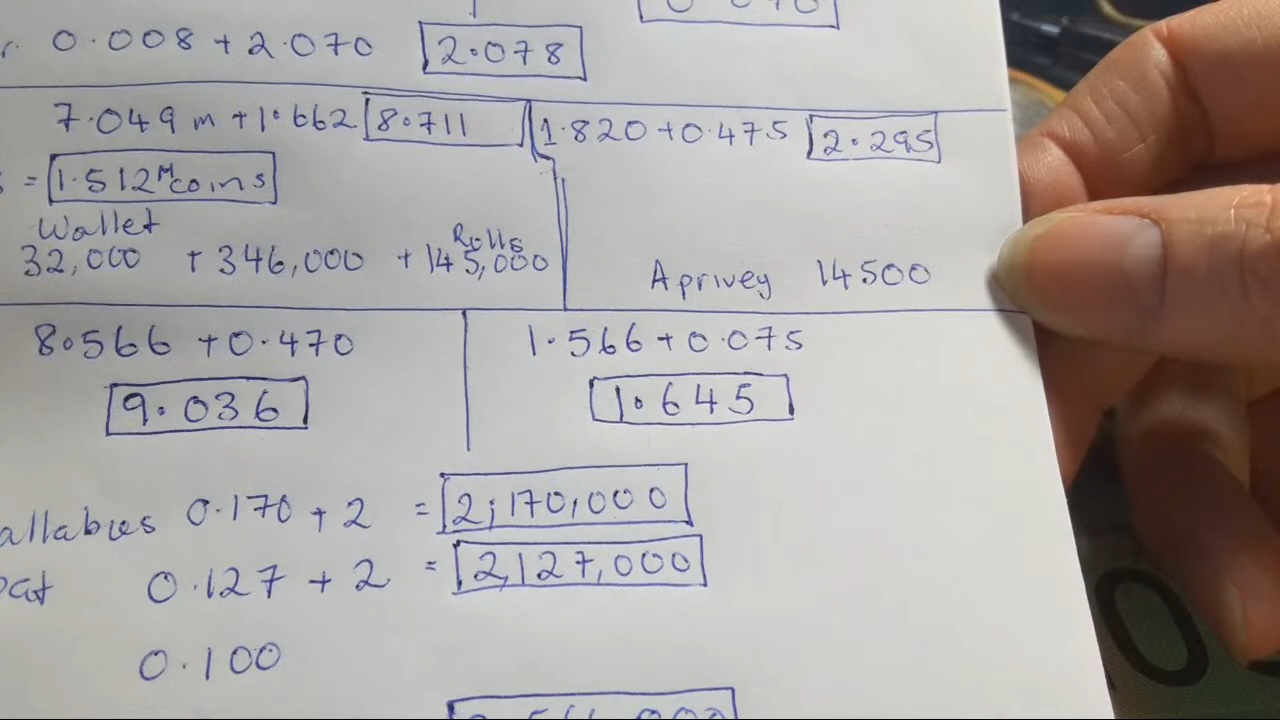 0.008 + 2.070 2.078
7.049 m + 1.662 8.711
= 1.512 M coins
Wallet
32,000 + 346,000 + 145,000
Rolls
1.820 + 0.475 2.295
Aprivey 14500
8.566 + 0.470
9.036
1.566 + 0.075
1.645
allabies 0.170 + 2 = 2,170,000
0.127 + 2 = 2,127,000
0.100